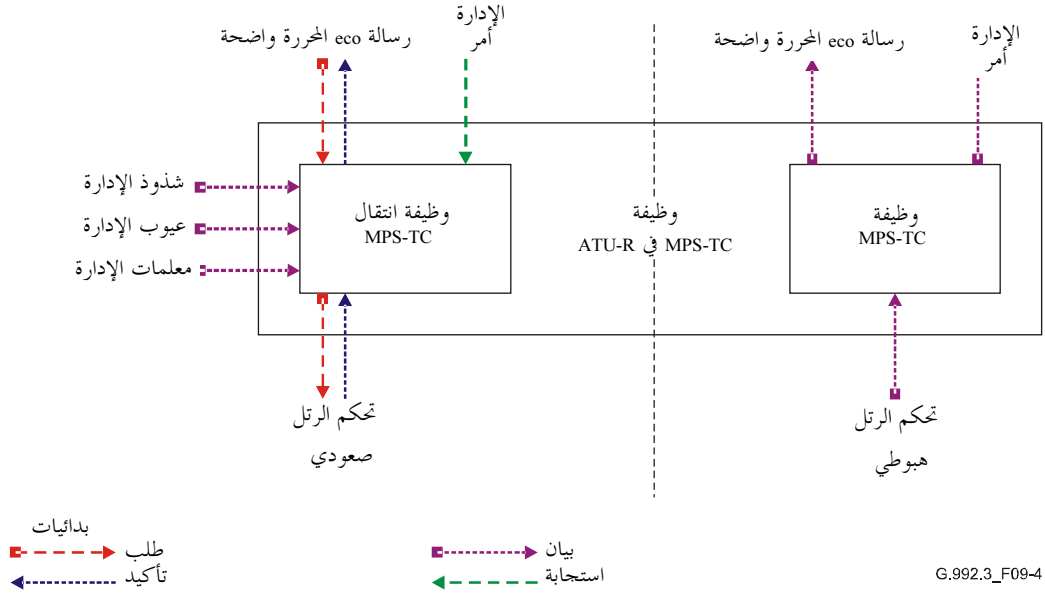 الإدارة
أمر
رسالة eco المحررة واضحة
الإدارة
أمر
رسالة eco المحررة واضحة
شذوذ الإدارة
عيوب الإدارة
معلمات الإدارة
وظيفة انتقال
MPS-TC
وظيفة
MPS-TC في ATU-R
وظيفة
MPS-TC
تحكم الرتل
صعودي
تحكم الرتل
هبوطي
بدائيات
طلب
تأكيد
بيان
استجابة
G.992.3_F09-4